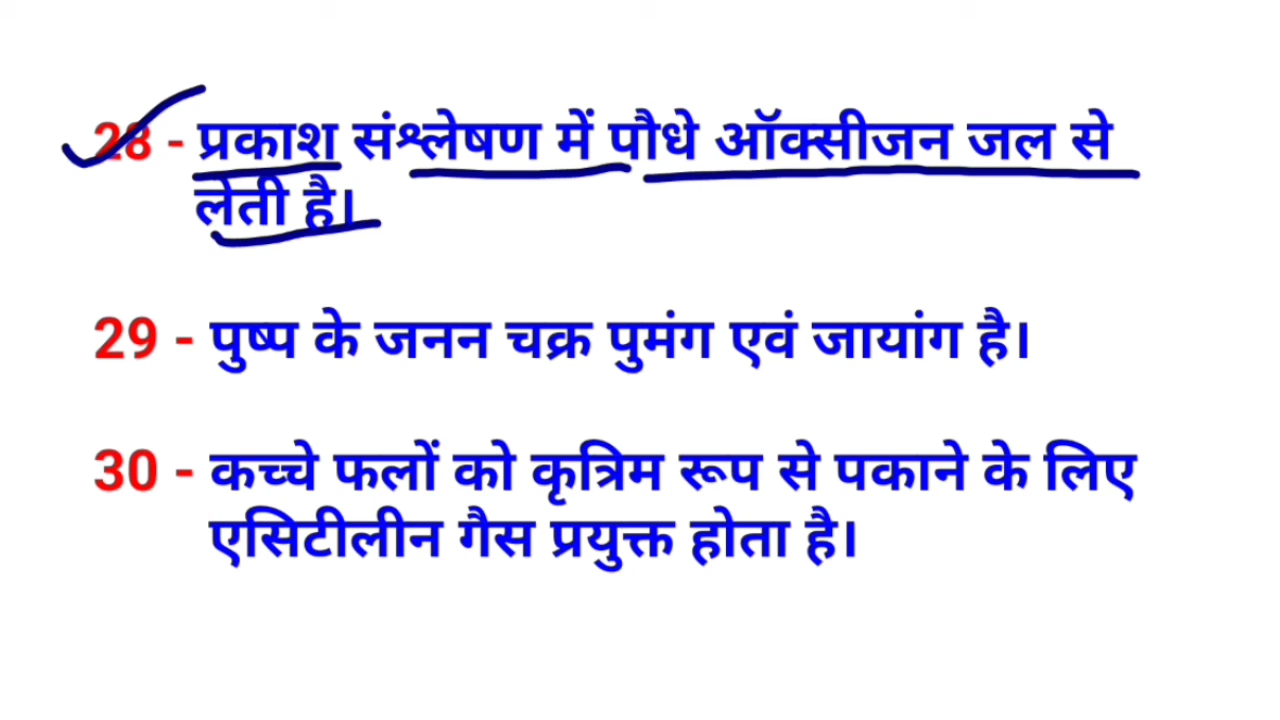 28 - प्रकाश संश्लेषण में पौधे ऑक्सीजन जल से
लेती है।
29 - पुष्प के जनन चक्र पुमंग एवं जायांग है।
30 - कच्चे फलों को कृत्रिम रूप से पकाने के लिए
एसिटीलीन गैस प्रयुक्त होता है।